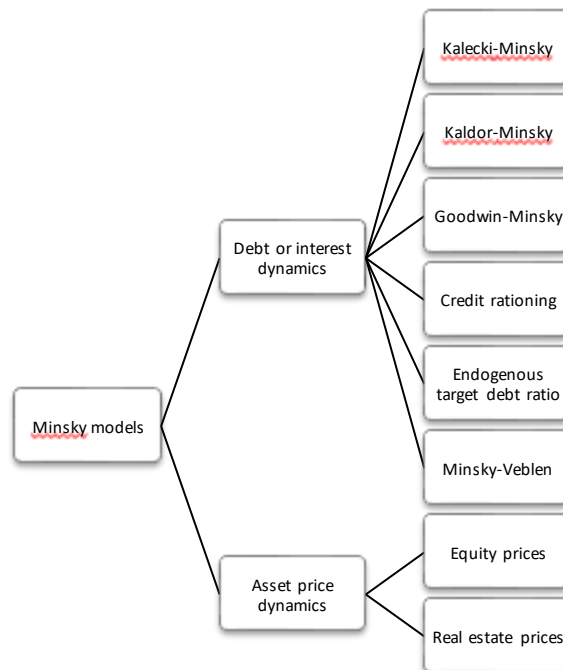 Kalecki-Minsky
Kaldor-Minsky
Goodwin-Minsky
Debt or interest
dynamics
Credit rationing
Endogenous
target debt ratio
Minsky models
Minsky-Veblen
Equity prices
Asset price
dynamics
Real estate prices